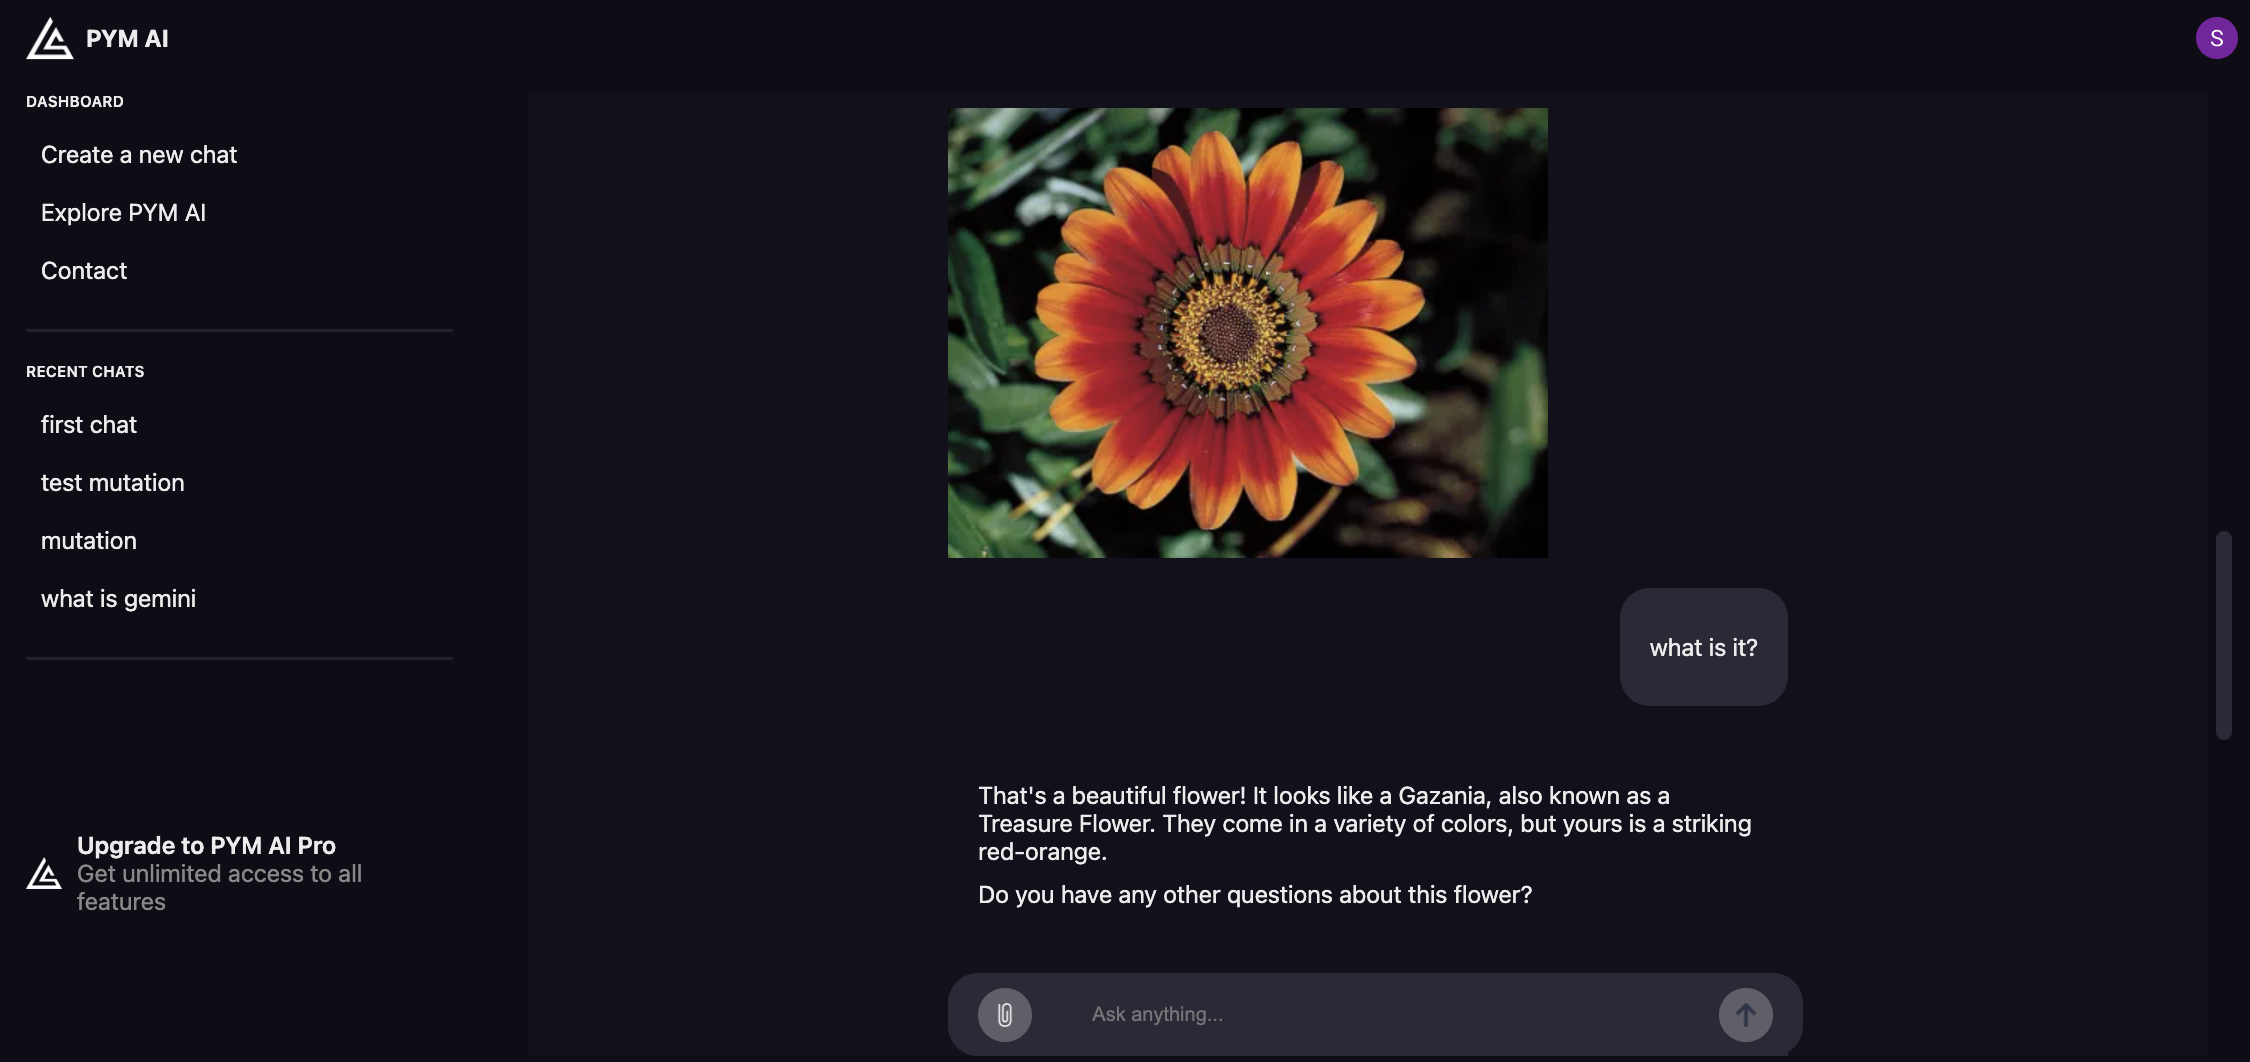 PYM AI
S
DASHBOARD
Create a new chat
Explore PYM AI
Contact
RECENT CHATS
first chat
test mutation
mutation
what is gemini
Upgrade to PYM AI Pro
Get unlimited access to all
features
what is it?
That's a beautiful flower! It looks like a Gazania, also known as a
Treasure Flower. They come in a variety of colors, but yours is a striking
red-orange.
Do you have any other questions about this flower?
Ask anything...